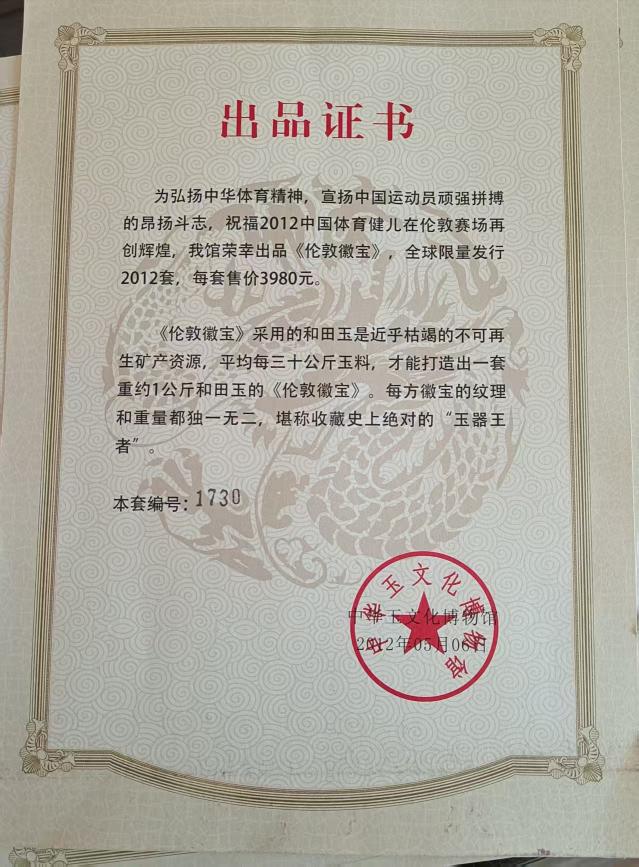 出品证书
为弘扬中华体育精神，宣扬中国运动员顽强拼搏
的昂扬斗志，祝福2012中国体育健儿在伦敦赛场再
创辉煌，我馆荣幸出品《伦敦徽宝》，全球限量发行
2012套，每套售价3980元。
《伦敦徽宝》采用的和田玉是近乎枯竭的不可再
生矿产资源，平均每三十公斤玉料，才能打造出一套
重约1公斤和田玉的《伦敦徽宝》。每方徽宝的纹理
和重量都独一无二，堪称收藏史上绝对的“玉器王
者”。
本套编号：1730
中华玉文化博物馆
中华玉文化博物馆
2012年05月06日